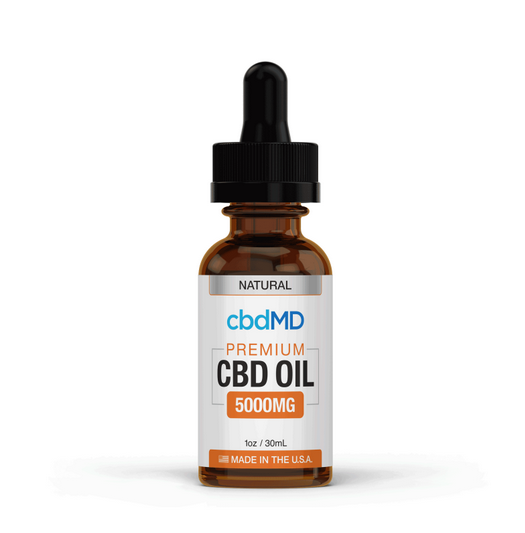 NATURAL
cbdMD
PREMIUM
CBD OIL
5000MG
1oz / 30mL
MADE IN THE U.S.A.